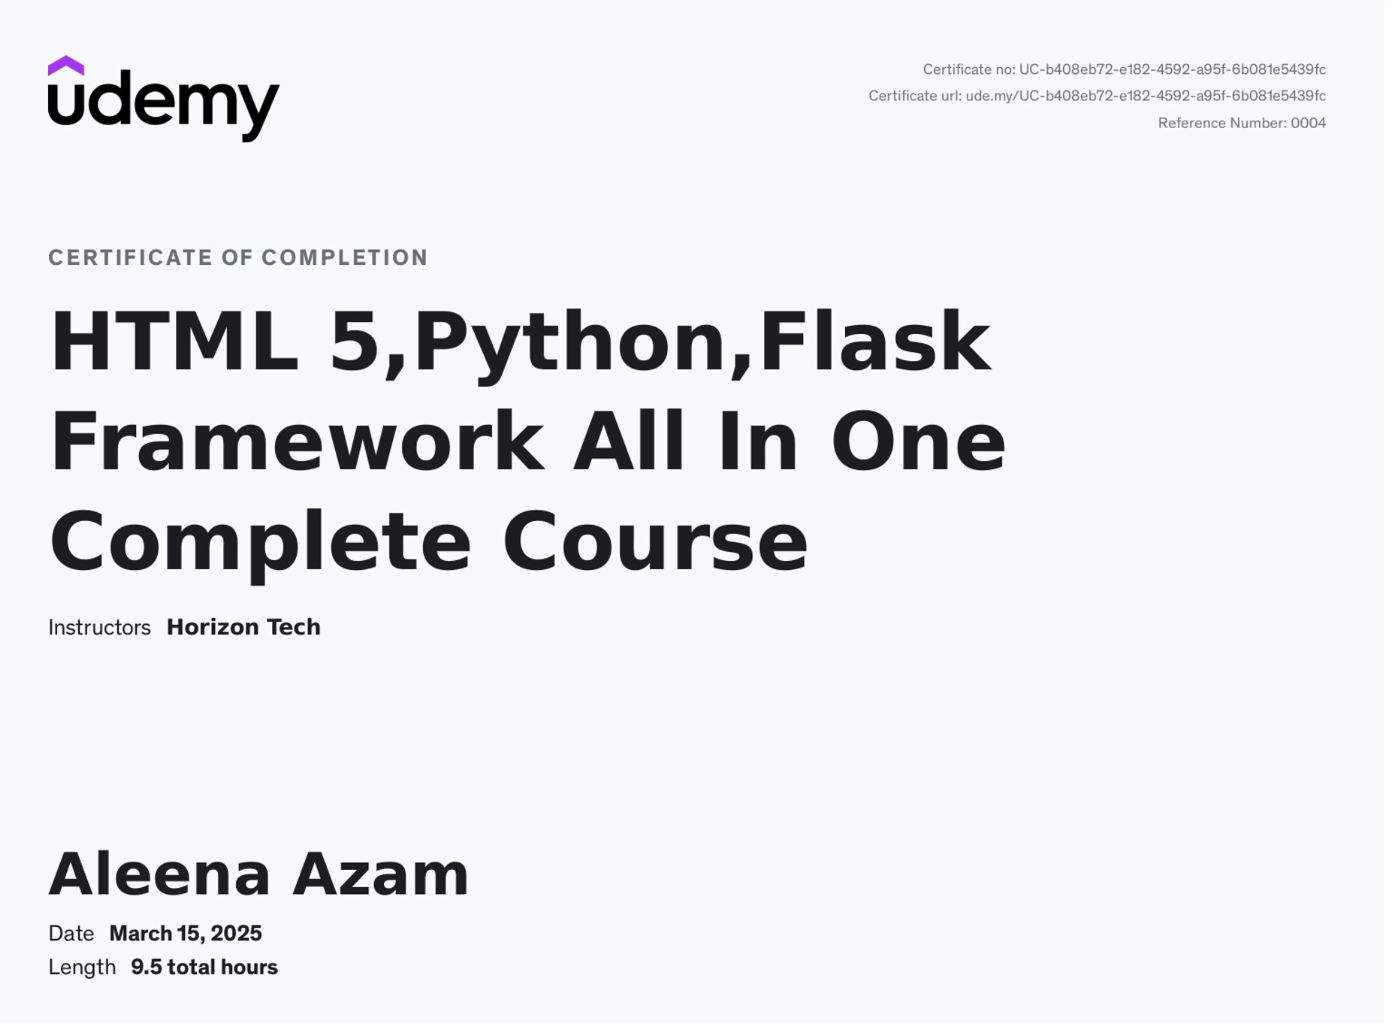 udemy
Certificate no: UC-b408eb72-e182-4592-a95f-6b081e5439fc
Certificate url: ude.my/UC-b408eb72-e182-4592-a95f-6b081e5439fc
Reference Number: 0004
CERTIFICATE OF COMPLETION
HTML 5,Python,Flask
Framework All In One
Complete Course
Instructors Horizon Tech
Aleena Azam
Date March 15, 2025
Length 9.5 total hours